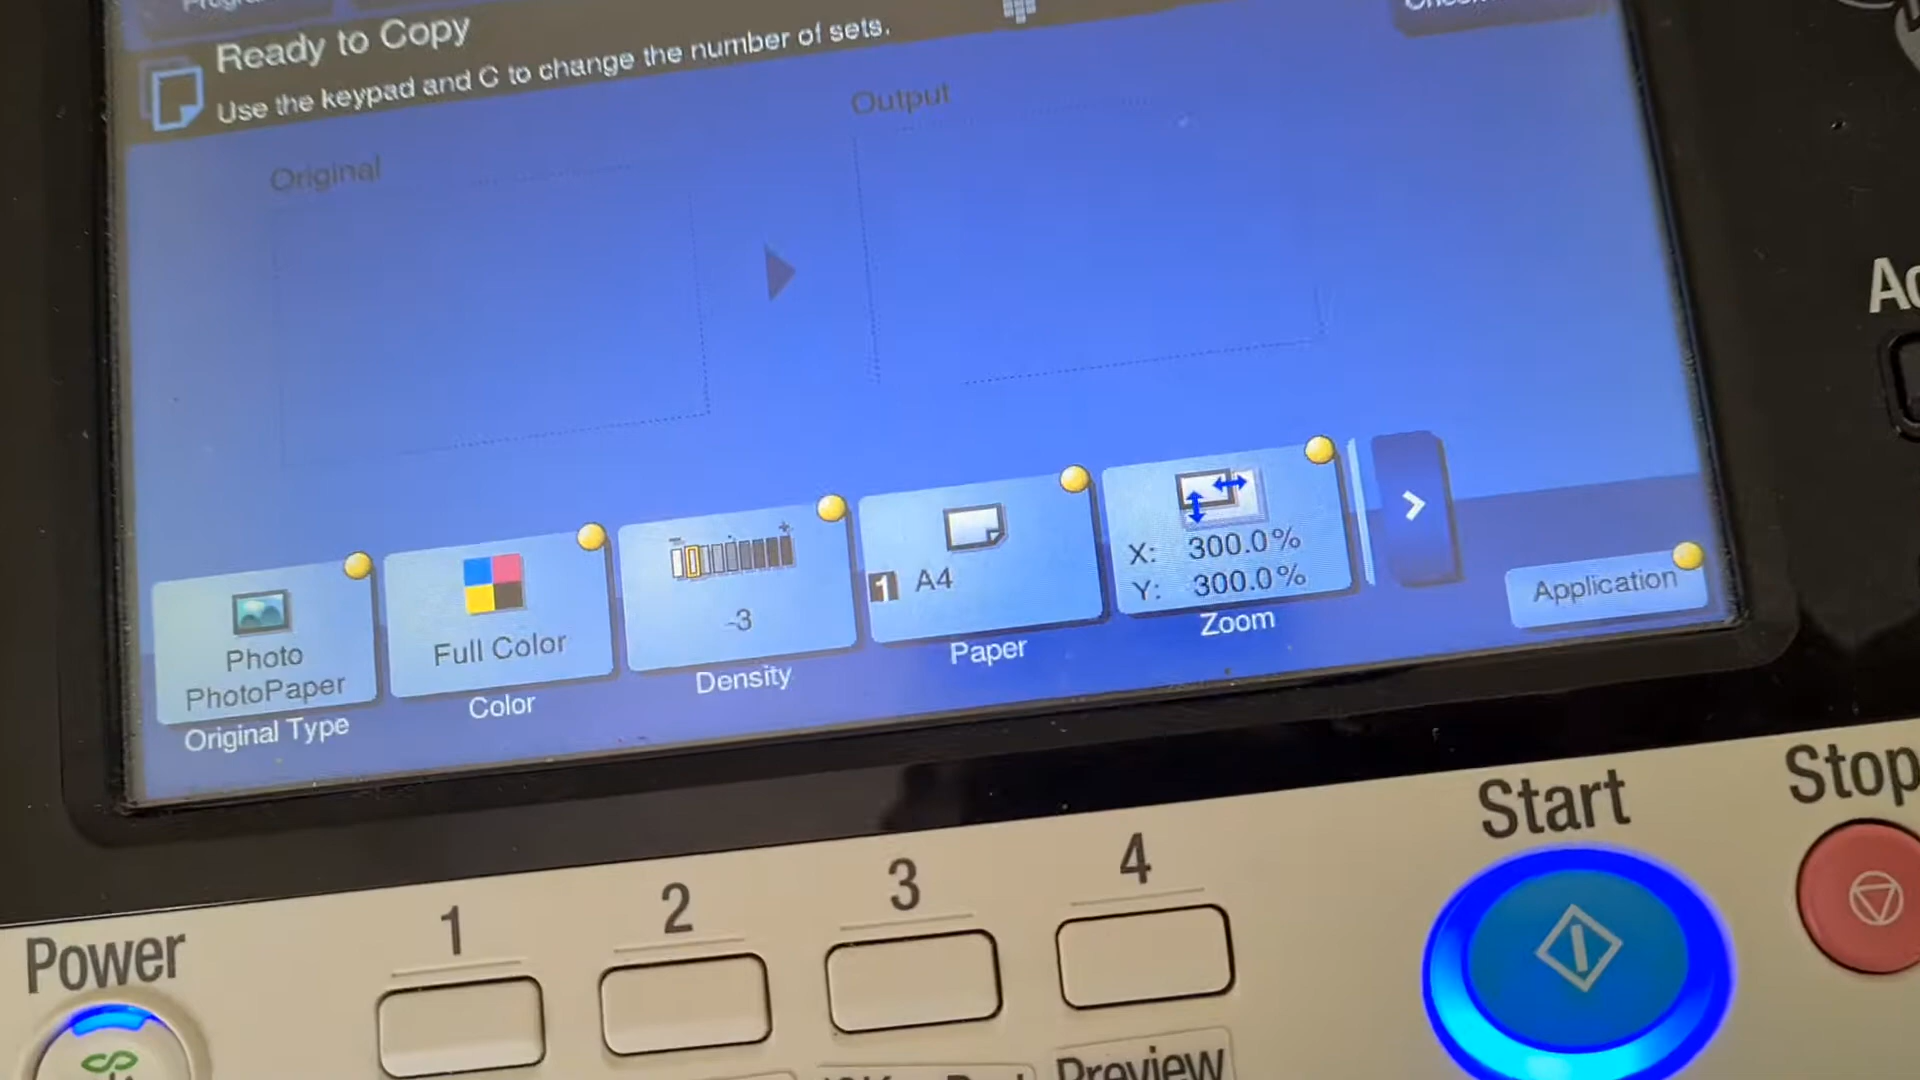 Ready to Copy
Use the keypad and C to change the number of sets.
Original
Output
Photo
PhotoPaper
Original Type
Full Color
Color
- +
-3
Density
1 A4
Paper
X: 300.0%
Y: 300.0%
Zoom
Application
Power
1
2
3
4
Start
Stop
Preview